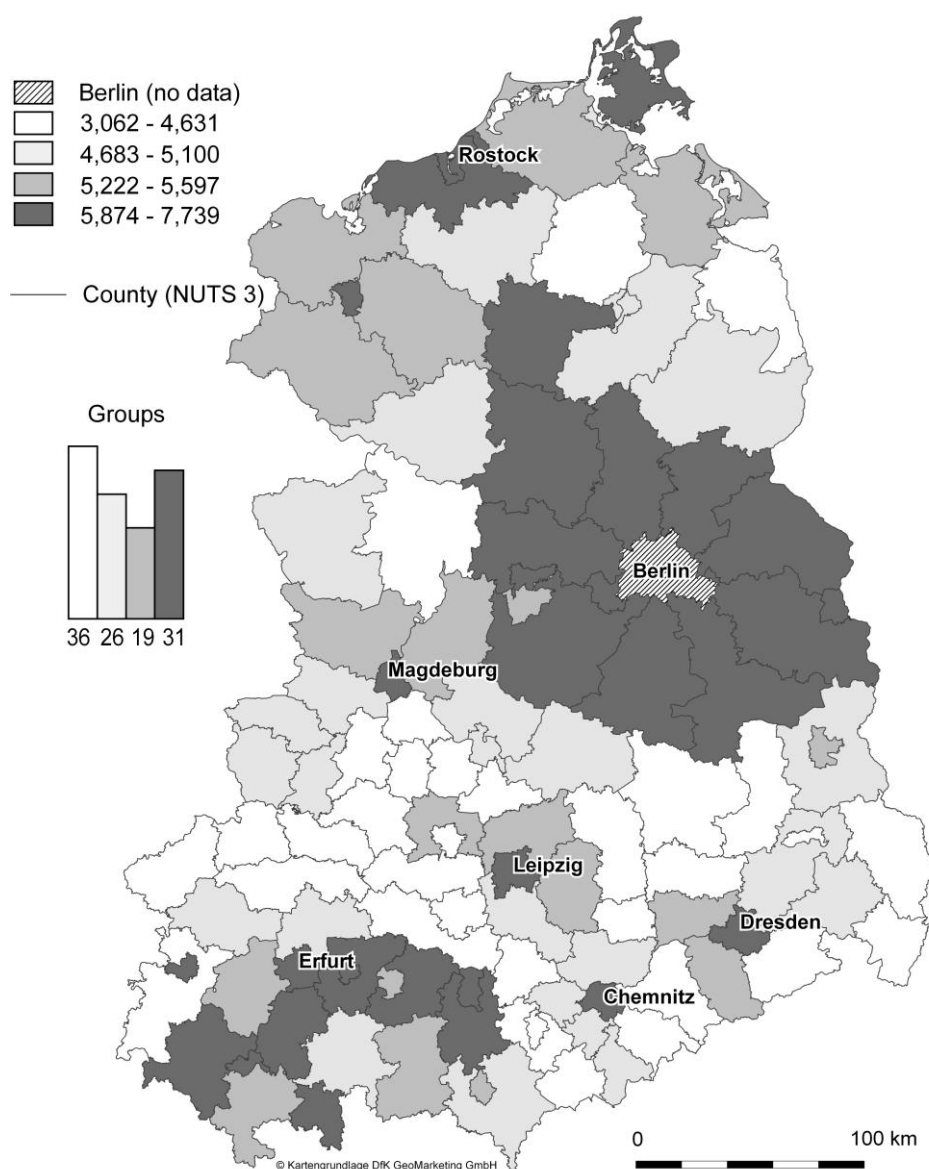 Berlin (no data)
3,062 - 4,631
4,683 - 5,100
5,222 - 5,597
5,874 - 7,739
County (NUTS 3)
Groups
36 26 19 31
Rostock
Berlin
Magdeburg
Leipzig
Dresden
Erfurt
Chemnitz
0 100 km
© Kartengrundlage DfK GeoMarketing GmbH